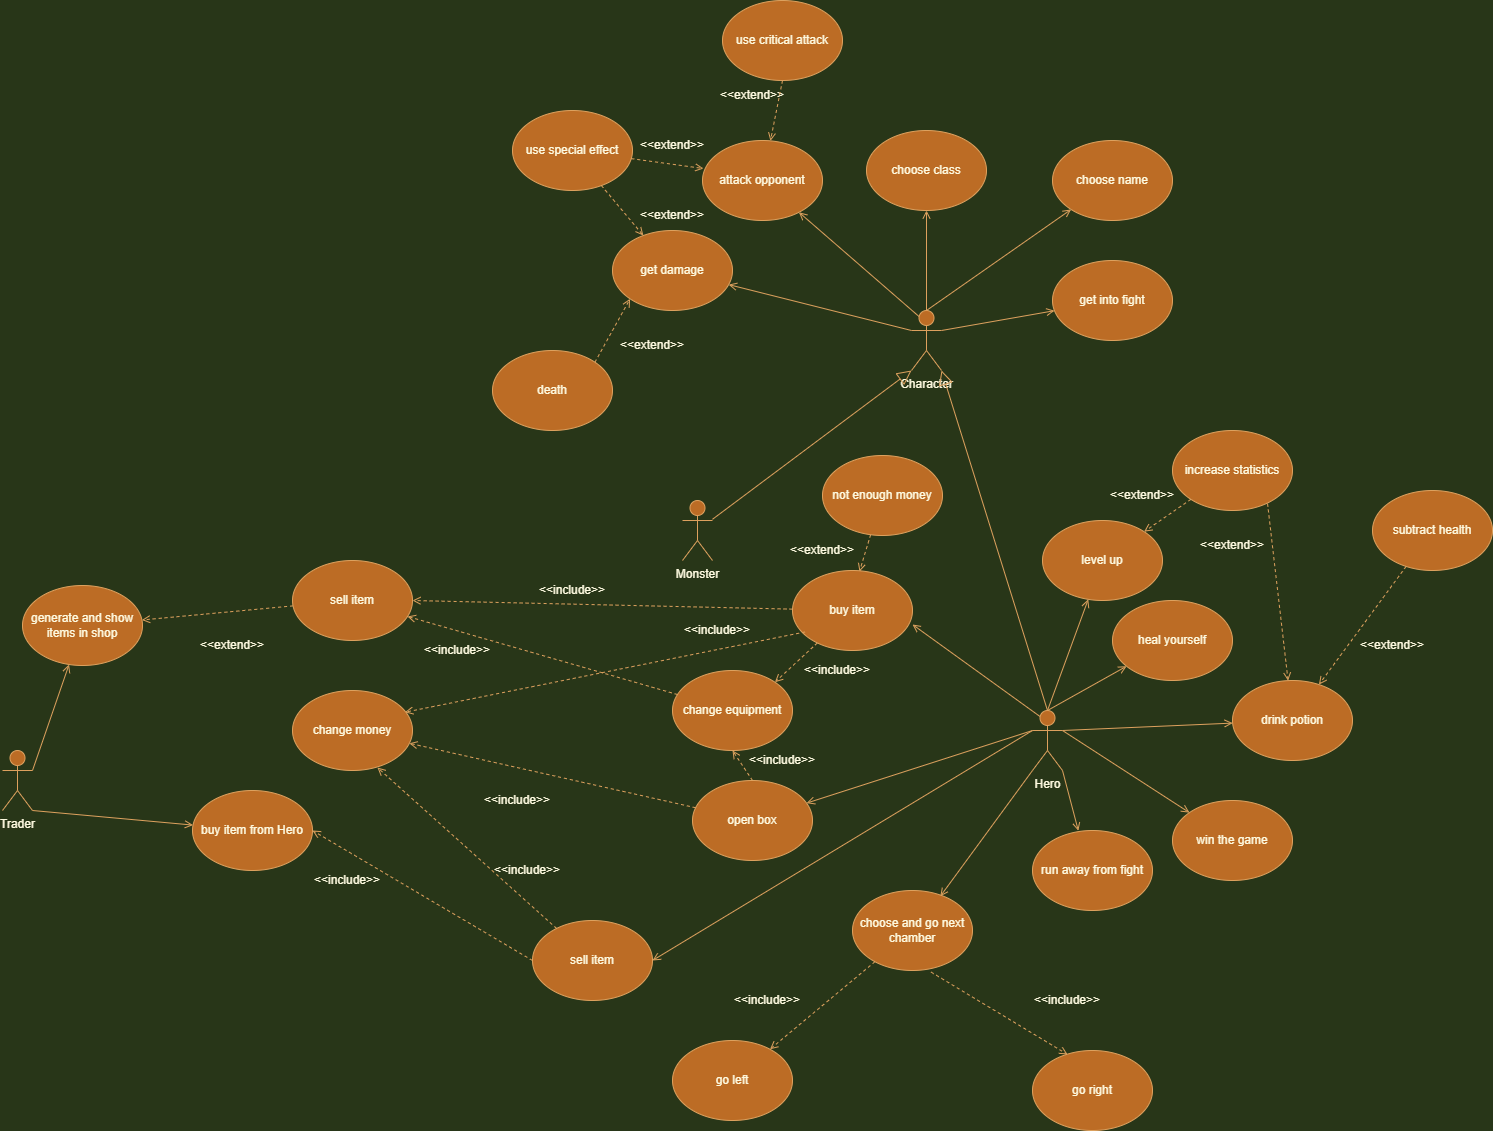 use critical attack
<<extend>>
use special effect
<<extend>>
attack opponent
choose class
choose name
<<extend>>
get damage
get into fight
<<extend>>
death
Character
increase statistics
not enough money
<<extend>>
subtract health
<<extend>>
<<extend>>
level up
Monster
<<include>>
sell item
buy item
generate and show
items in shop
<<include>>
heal yourself
<<extend>>
<<include>>
<<extend>>
<<include>>
change equipment
drink potion
change money
<<include>>
Hero
<<include>>
open box
Trader
buy item from Hero
win the game
<<include>>
run away from fight
<<include>>
choose and go next
chamber
sell item
<<include>>
<<include>>
go left
go right